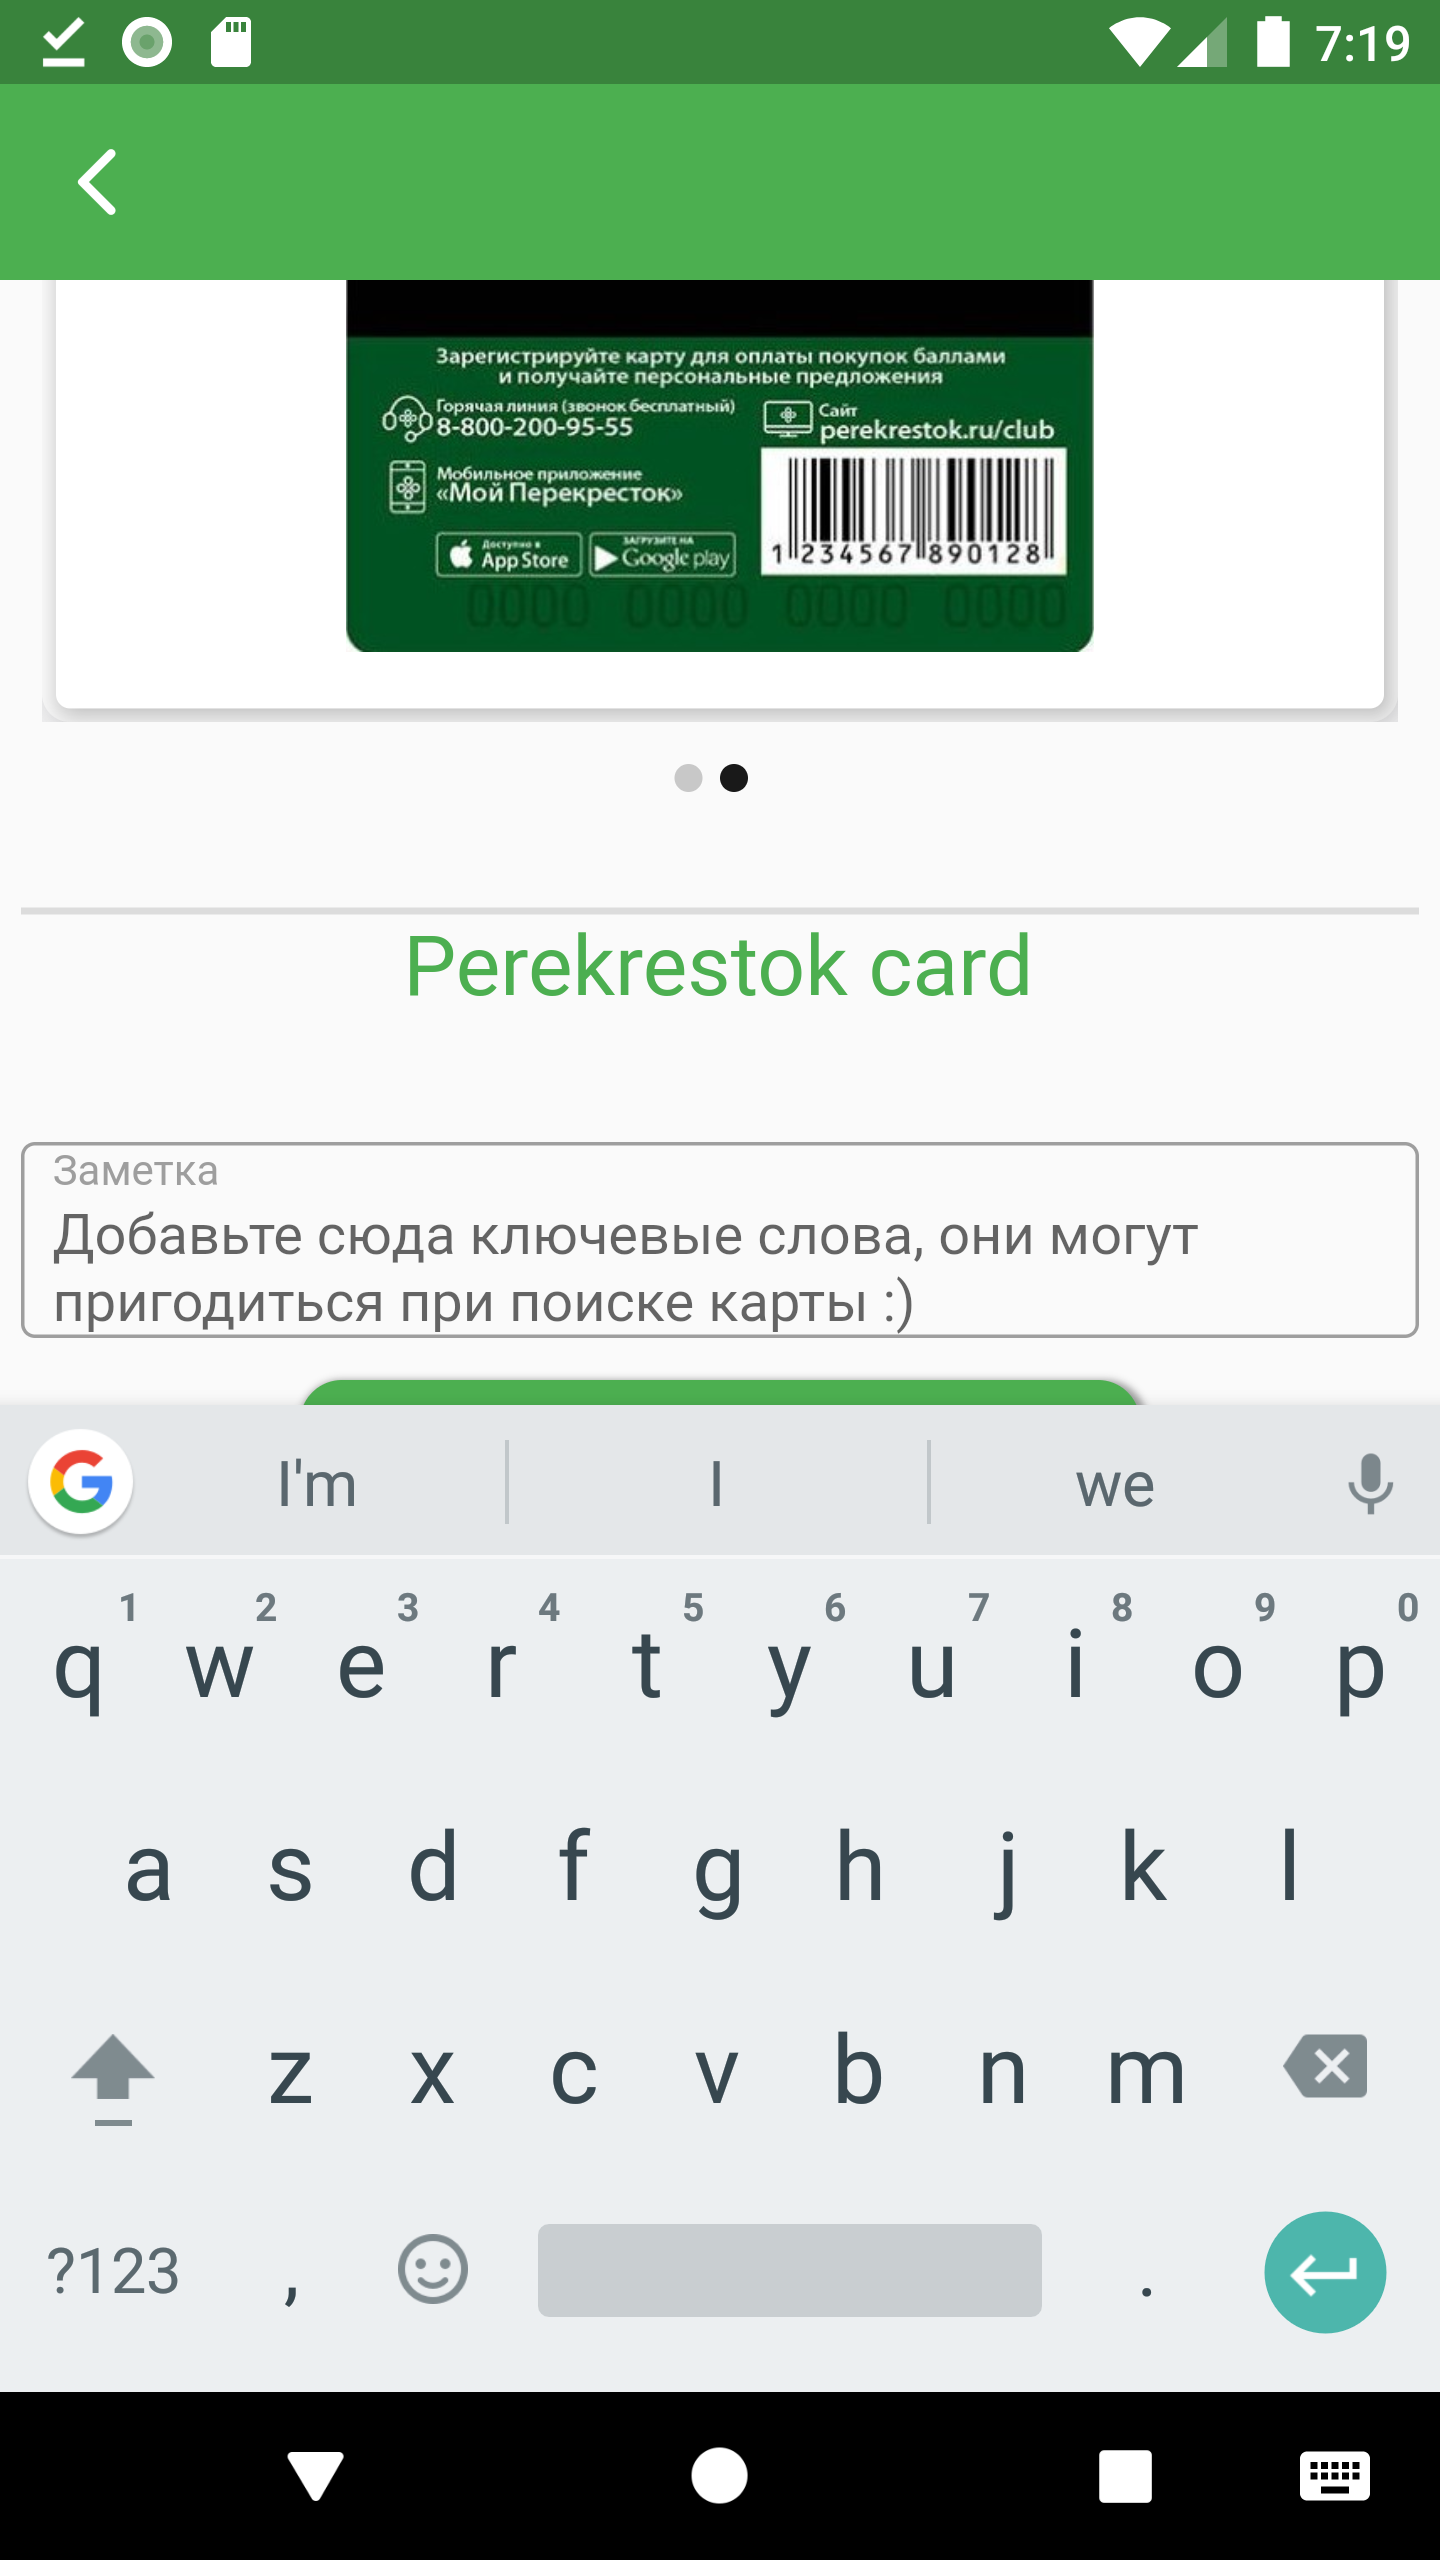 7:19
Зарегистрируйте карту для оплаты покупок баллами
и получайте персональные предложения
Горячая линия (звонок бесплатный)
8-800-200-95-55
Сайт
perekrestok.ru/club
Мобильное приложение
«Мой Перекресток»
Доступно в
App Store
ЗАГРУЗИТЕ НА
Google play
1 234567 890128
0000 0000 0000 0000
Perekrestok card
Заметка
Добавьте сюда ключевые слова, они могут
пригодиться при поиске карты :)
I'm I we
1 2 3 4 5 6 7 8 9 0
q w e r t y u i o p
a s d f g h j k l
z x c v b n m
?123 , .